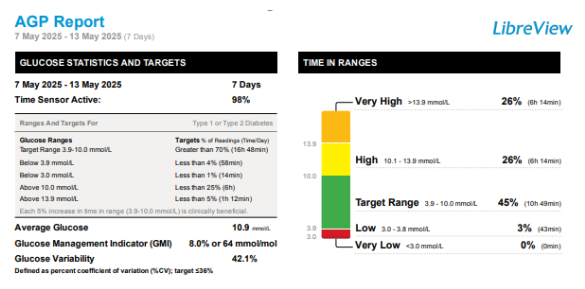 AGP Report
7 May 2025 - 13 May 2025 (7 Days)
LibreView
GLUCOSE STATISTICS AND TARGETS
7 May 2025 - 13 May 2025 7 Days
Time Sensor Active: 98%
Ranges And Targets For Type 1 or Type 2 Diabetes
Glucose Ranges Targets % of Readings (Time/Day)
Target Range 3.9-10.0 mmol/L Greater than 70% (16h 48min)
Below 3.9 mmol/L Less than 4% (58min)
Below 3.0 mmol/L Less than 1% (14min)
Above 10.0 mmol/L Less than 25% (6h)
Above 13.9 mmol/L Less than 5% (1h 12min)
Each 5% increase in time in range (3.9-10.0 mmol/L) is clinically beneficial.
Average Glucose 10.9 mmol/L
Glucose Management Indicator (GMI) 8.0% or 64 mmol/mol
Glucose Variability 42.1%
Defined as percent coefficient of variation (%CV); target ≤36%
TIME IN RANGES
Very High >13.9 mmol/L 26% (6h 14min)
13.9
High 10.1 - 13.9 mmol/L 26% (6h 14min)
10.0
Target Range 3.9 - 10.0 mmol/L 45% (10h 49min)
3.9
Low 3.0 - 3.8 mmol/L 3% (43min)
3.0
Very Low <3.0 mmol/L 0% (0min)